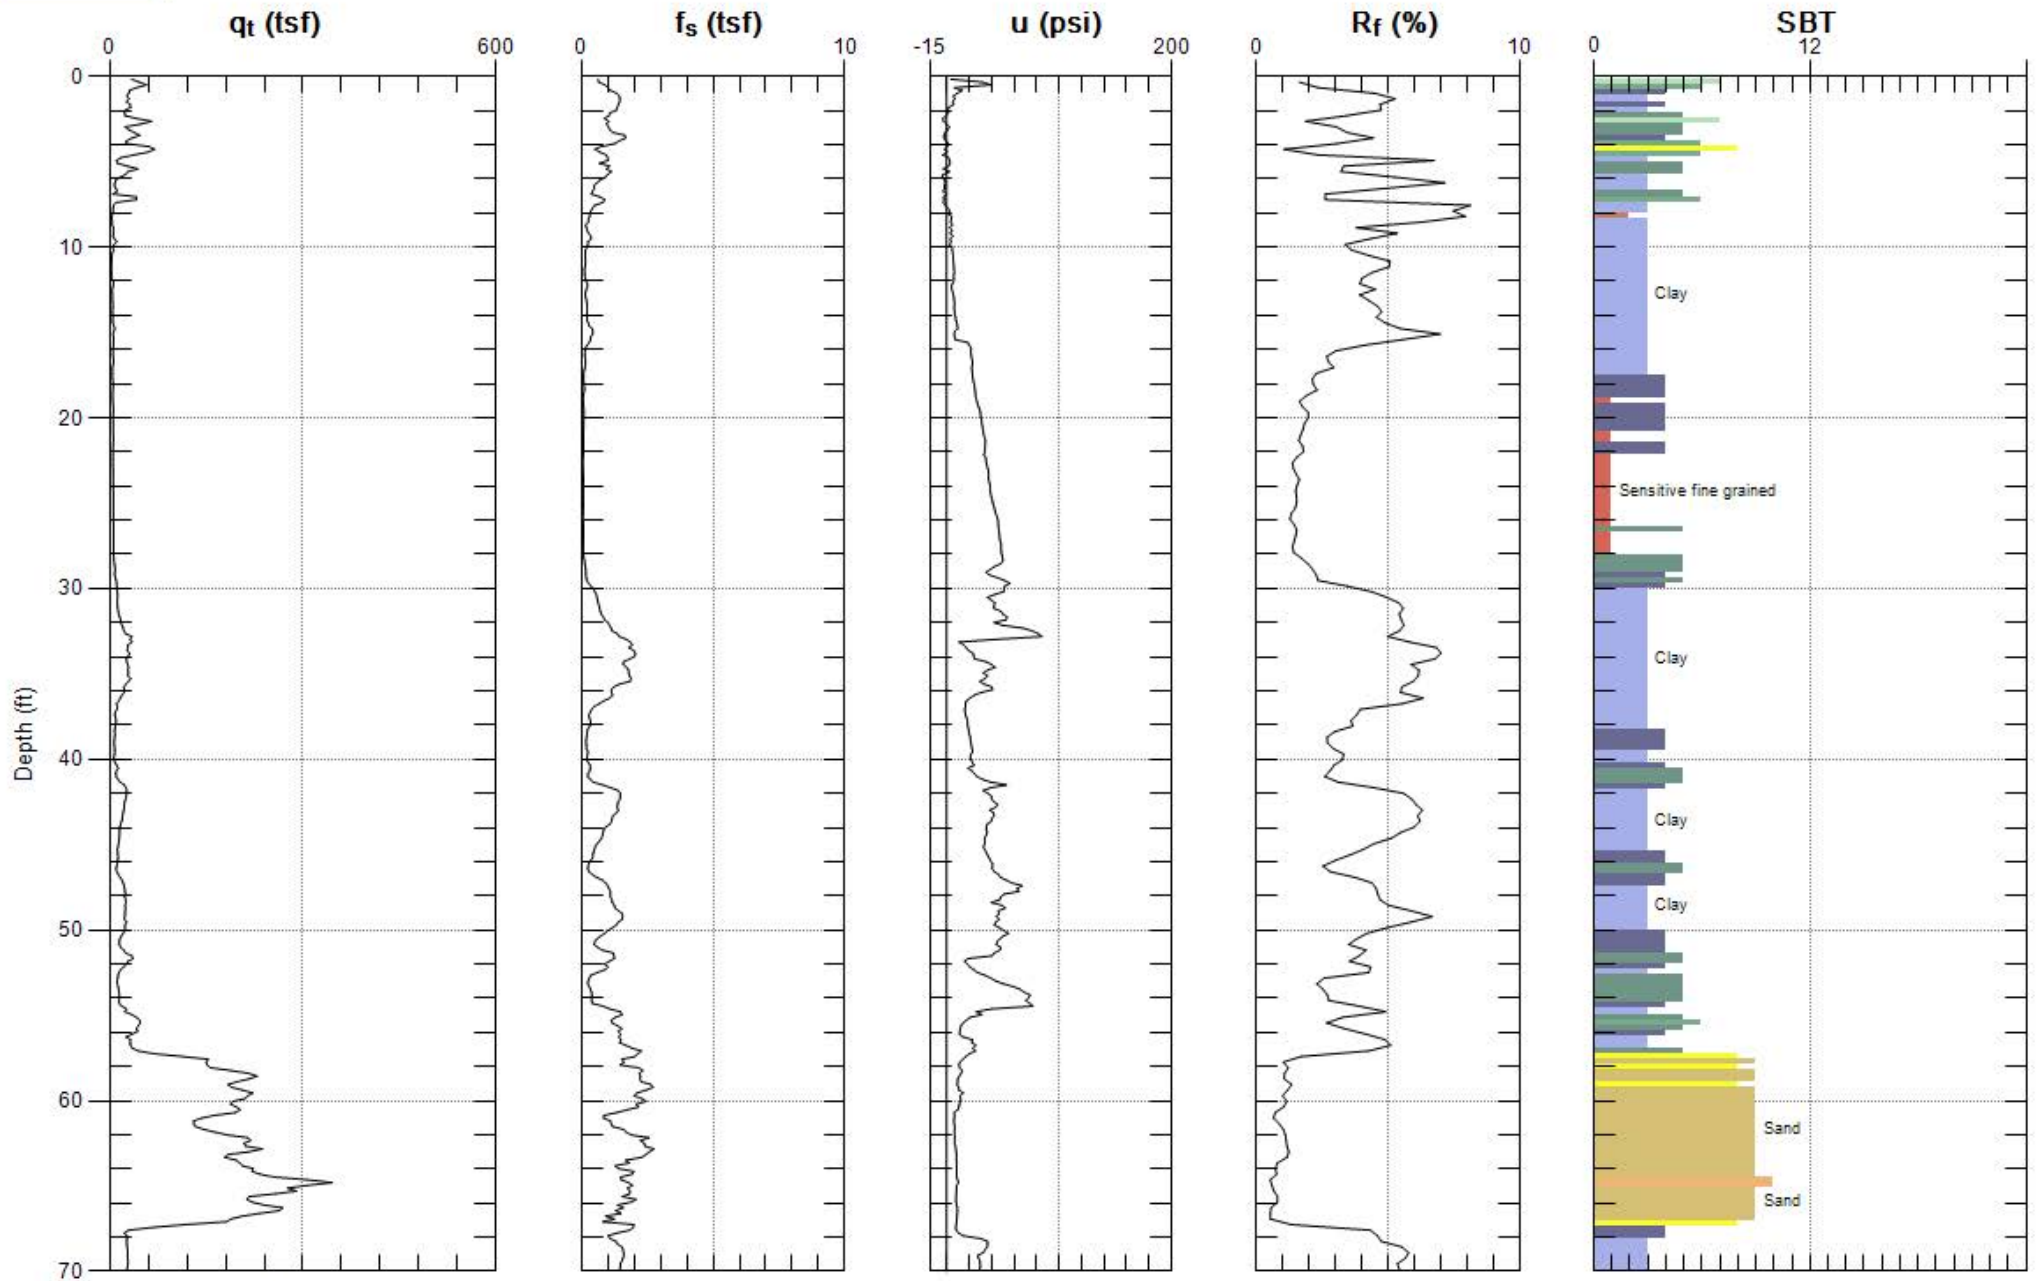 qt (tsf)
fs (tsf)
u (psi)
Rf (%)
SBT
0
600
0
10
-15
200
0
10
0
12
0
10
Clay
20
Sensitive fine grained
30
Clay
Depth (ft)
40
Clay
Clay
50
60
Sand
Sand
70